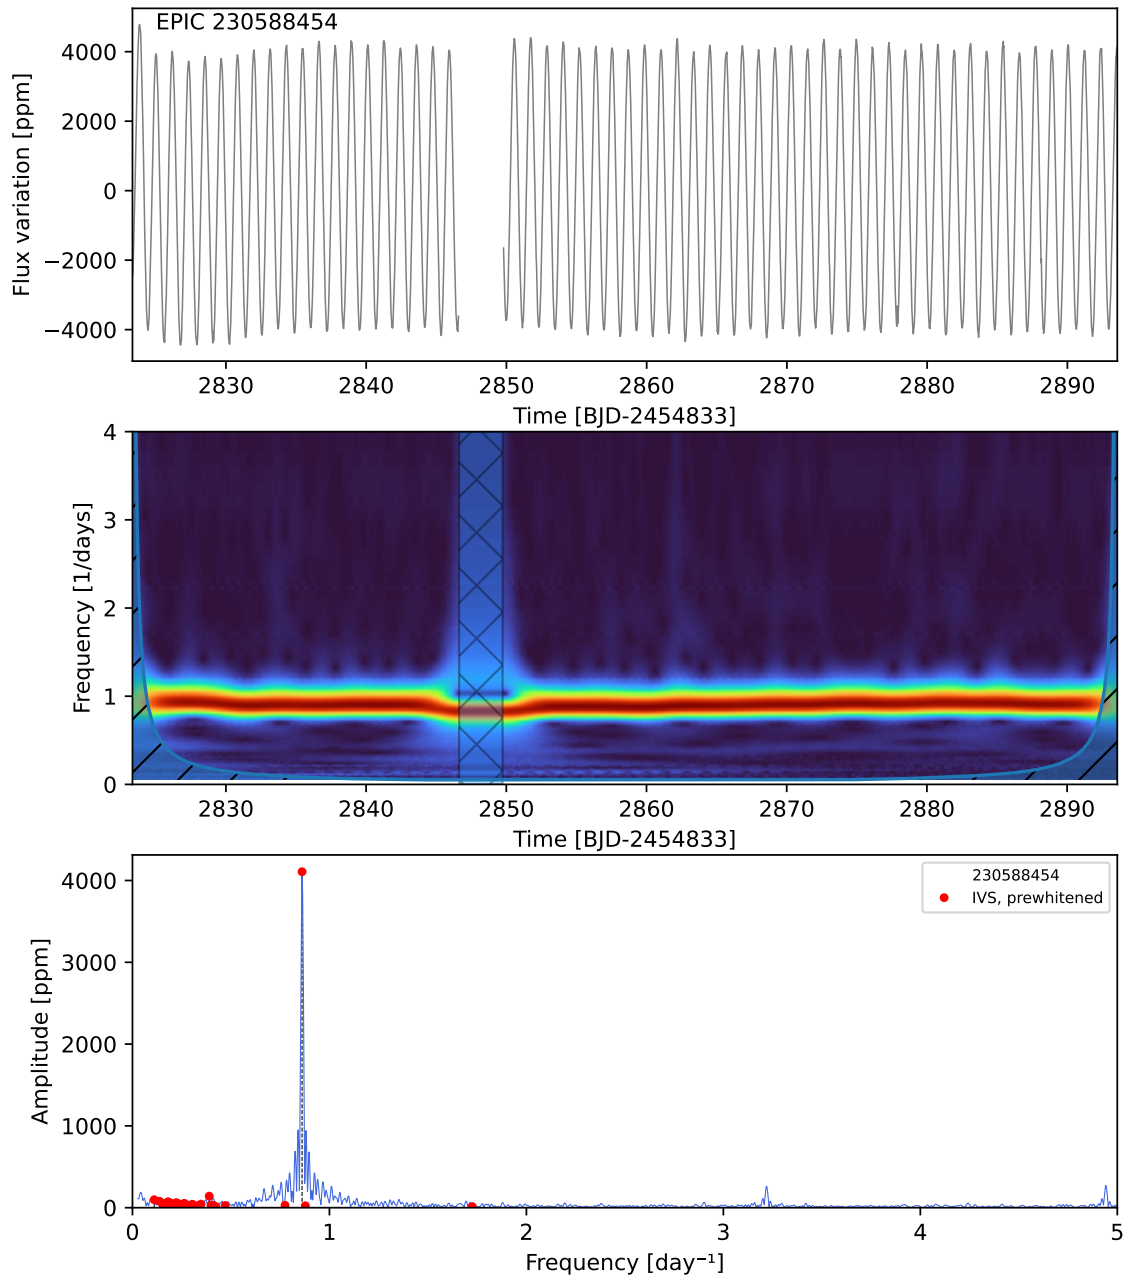 EPIC 230588454
Flux variation [ppm]
4000
2000
0
−2000
−4000
2830 2840 2850 2860 2870 2880 2890
Time [BJD-2454833]
Frequency [1/days]
4
3
2
1
0
2830 2840 2850 2860 2870 2880 2890
Time [BJD-2454833]
230588454
IVS, prewhitened
Amplitude [ppm]
4000
3000
2000
1000
0
0 1 2 3 4 5
Frequency [day⁻¹]